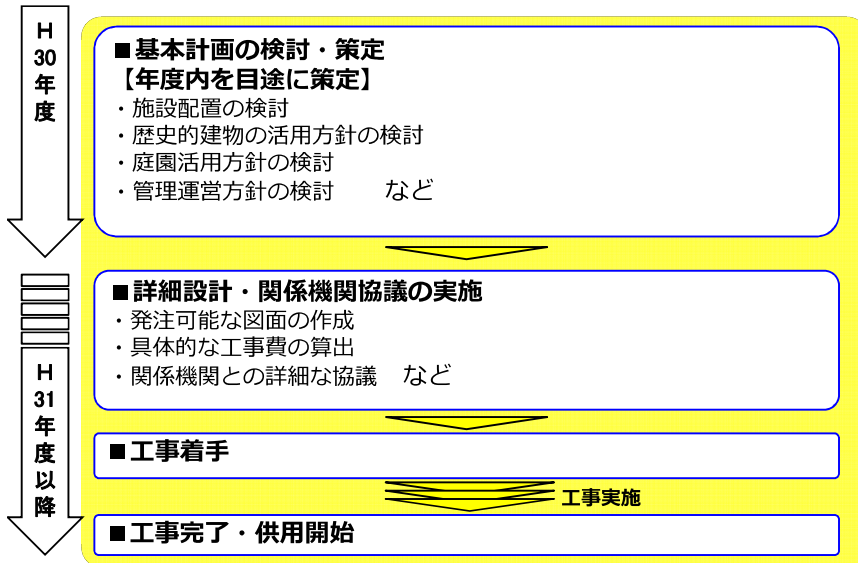 H30年度
■基本計画の検討・策定
【年度内を目途に策定】
・施設配置の検討
・歴史的建物の活用方針の検討
・庭園活用方針の検討
・管理運営方針の検討　　など
H31年度以降
■詳細設計・関係機関協議の実施
・発注可能な図面の作成
・具体的な工事費の算出
・関係機関との詳細な協議　など
■工事着手
工事実施
■工事完了・供用開始